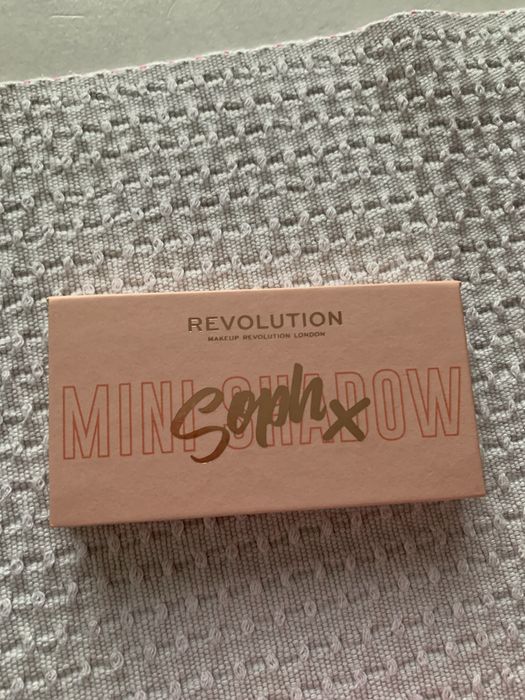 REVOLUTION
MAKEUP REVOLUTION LONDON
MINI SHADOW
Soph X